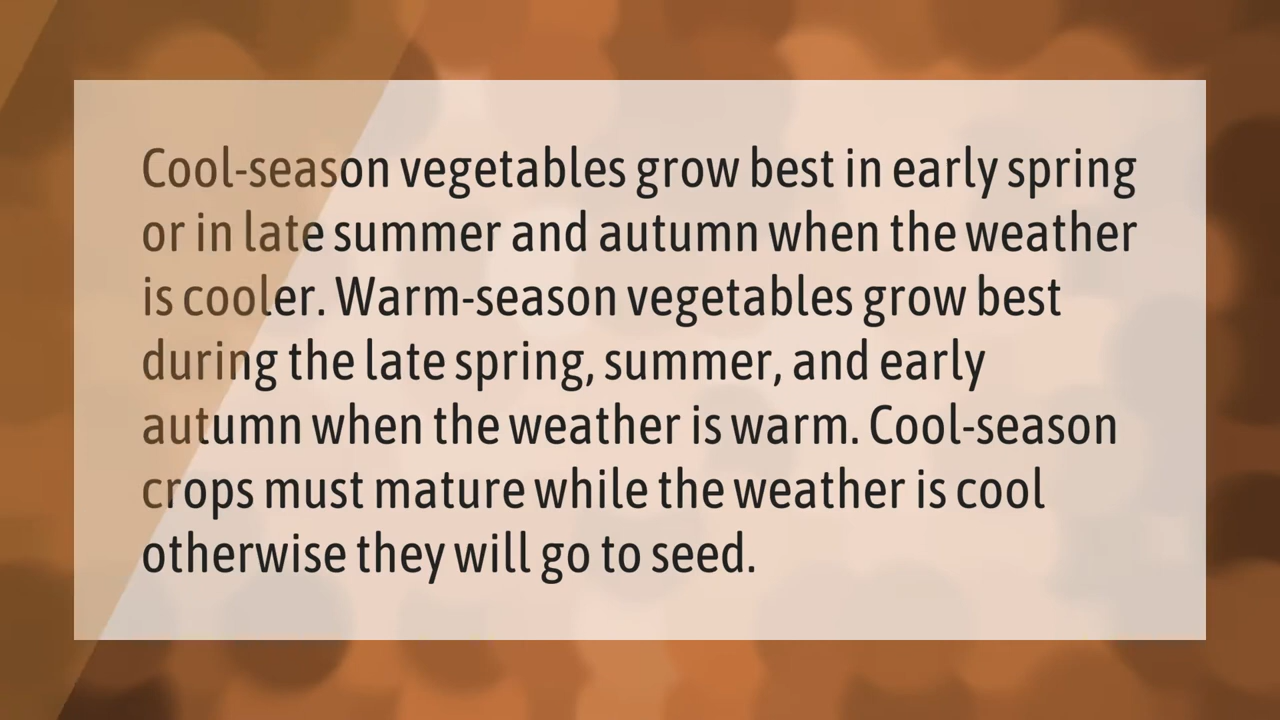 Cool-season vegetables grow best in early spring
or in late summer and autumn when the weather
is cooler. Warm-season vegetables grow best
during the late spring, summer, and early
autumn when the weather is warm. Cool-season
crops must mature while the weather is cool
otherwise they will go to seed.